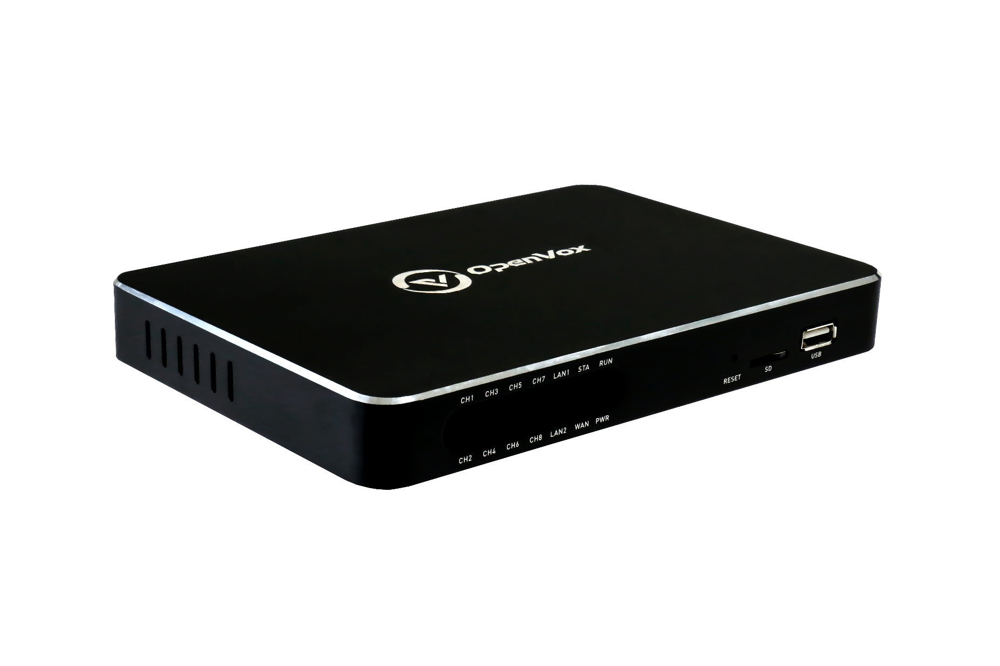 OpenVox
CH1 CH3 CH5 CH7 LAN1 STA RUN
CH2 CH4 CH6 CH8 LAN2 WAN PWR
RESET SD USB